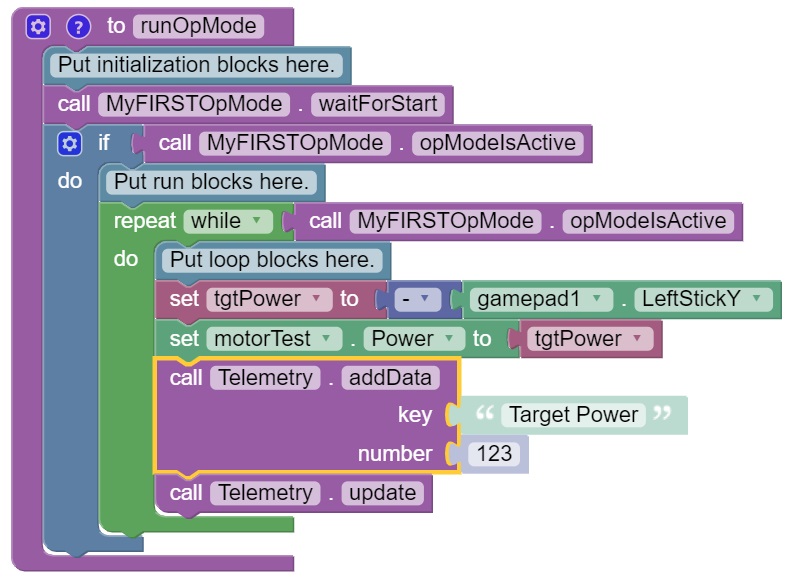 ? to runOpMode
Put initialization blocks here.
call MyFIRSTOpMode . waitForStart
if call MyFIRSTOpMode . opModeIsActive
do Put run blocks here.
repeat while call MyFIRSTOpMode . opModeIsActive
do Put loop blocks here.
set tgtPower to - gamepad1 . LeftStickY
set motorTest . Power to tgtPower
call Telemetry . addData
key “ Target Power ”
number 123
call Telemetry . update